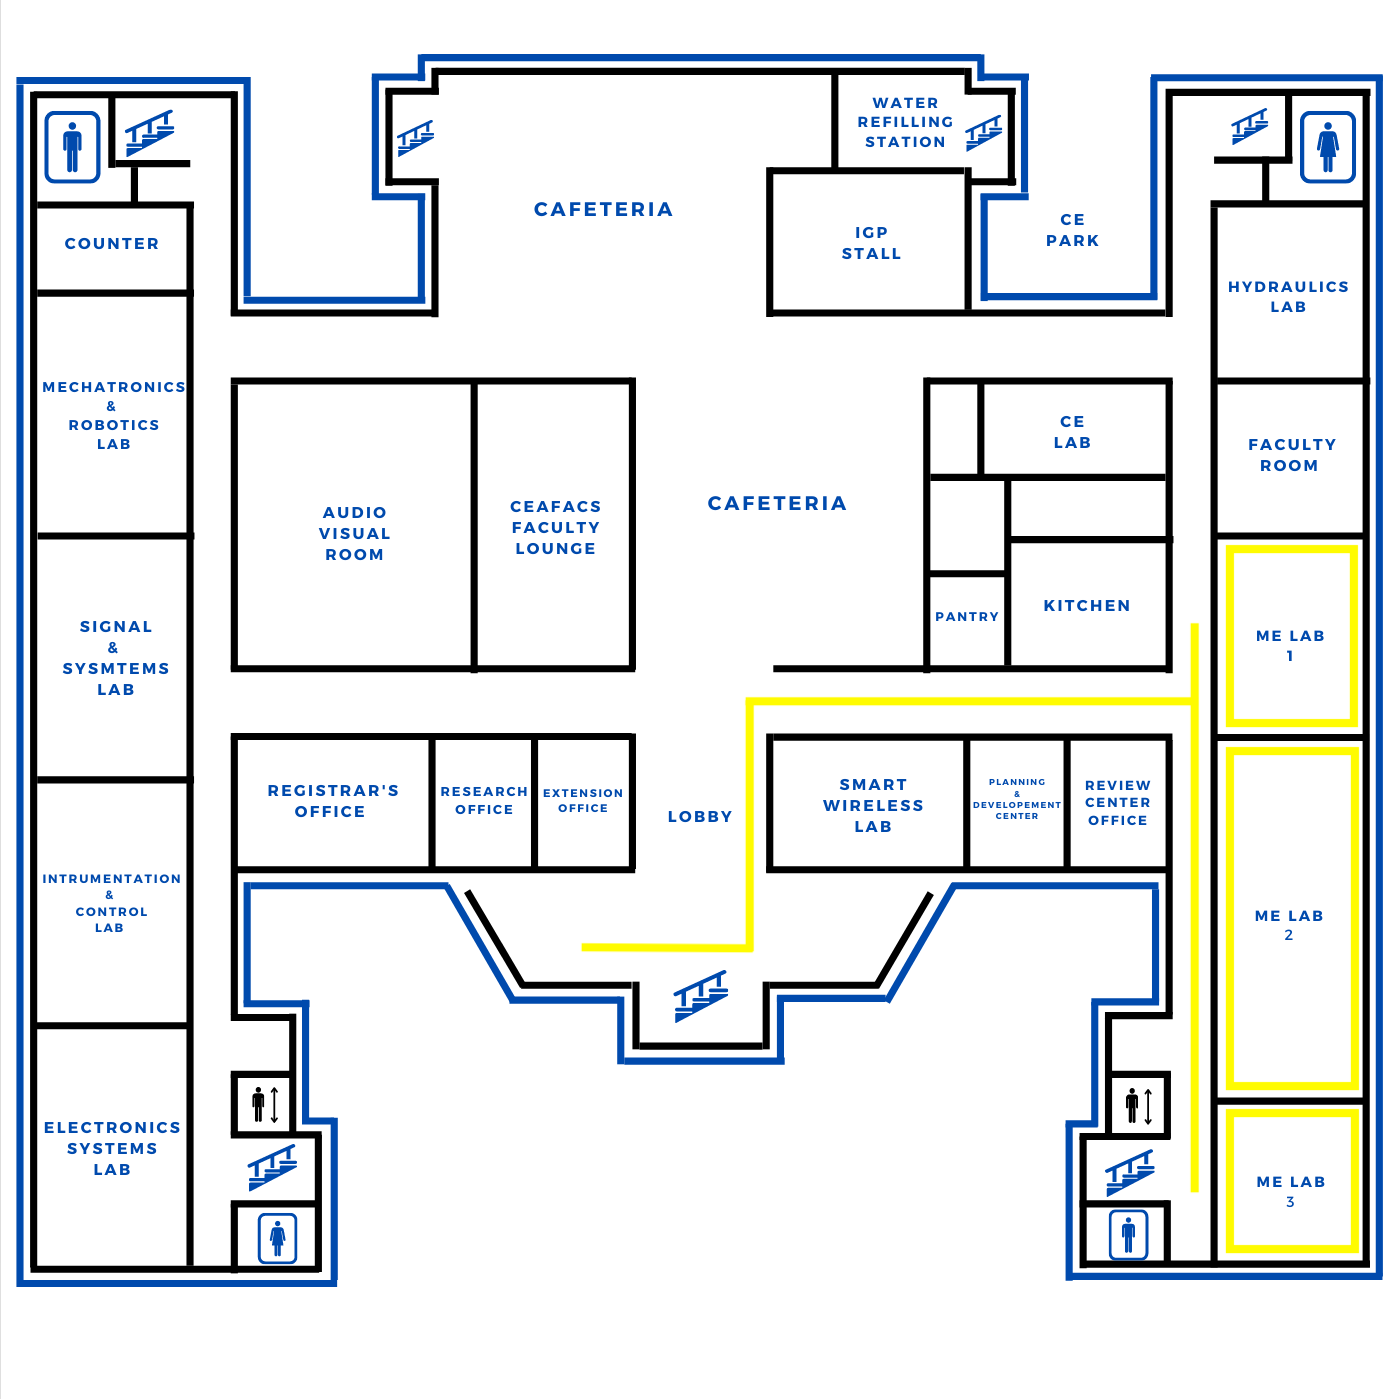 WATER
REFILLING
STATION
CAFETERIA
IGP
STALL
CE
PARK
COUNTER
HYDRAULICS
LAB
MECHATRONICS
&
ROBOTICS
LAB
AUDIO
VISUAL
ROOM
CEAFACS
FACULTY
LOUNGE
CAFETERIA
CE
LAB
FACULTY
ROOM
PANTRY
KITCHEN
SIGNAL
&
SYSMTEMS
LAB
ME LAB
1
REGISTRAR'S
OFFICE
RESEARCH
OFFICE
EXTENSION
OFFICE
LOBBY
SMART
WIRELESS
LAB
PLANNING
&
DEVELOPEMENT
CENTER
REVIEW
CENTER
OFFICE
INTRUMENTATION
&
CONTROL
LAB
ME LAB
2
ELECTRONICS
SYSTEMS
LAB
ME LAB
3